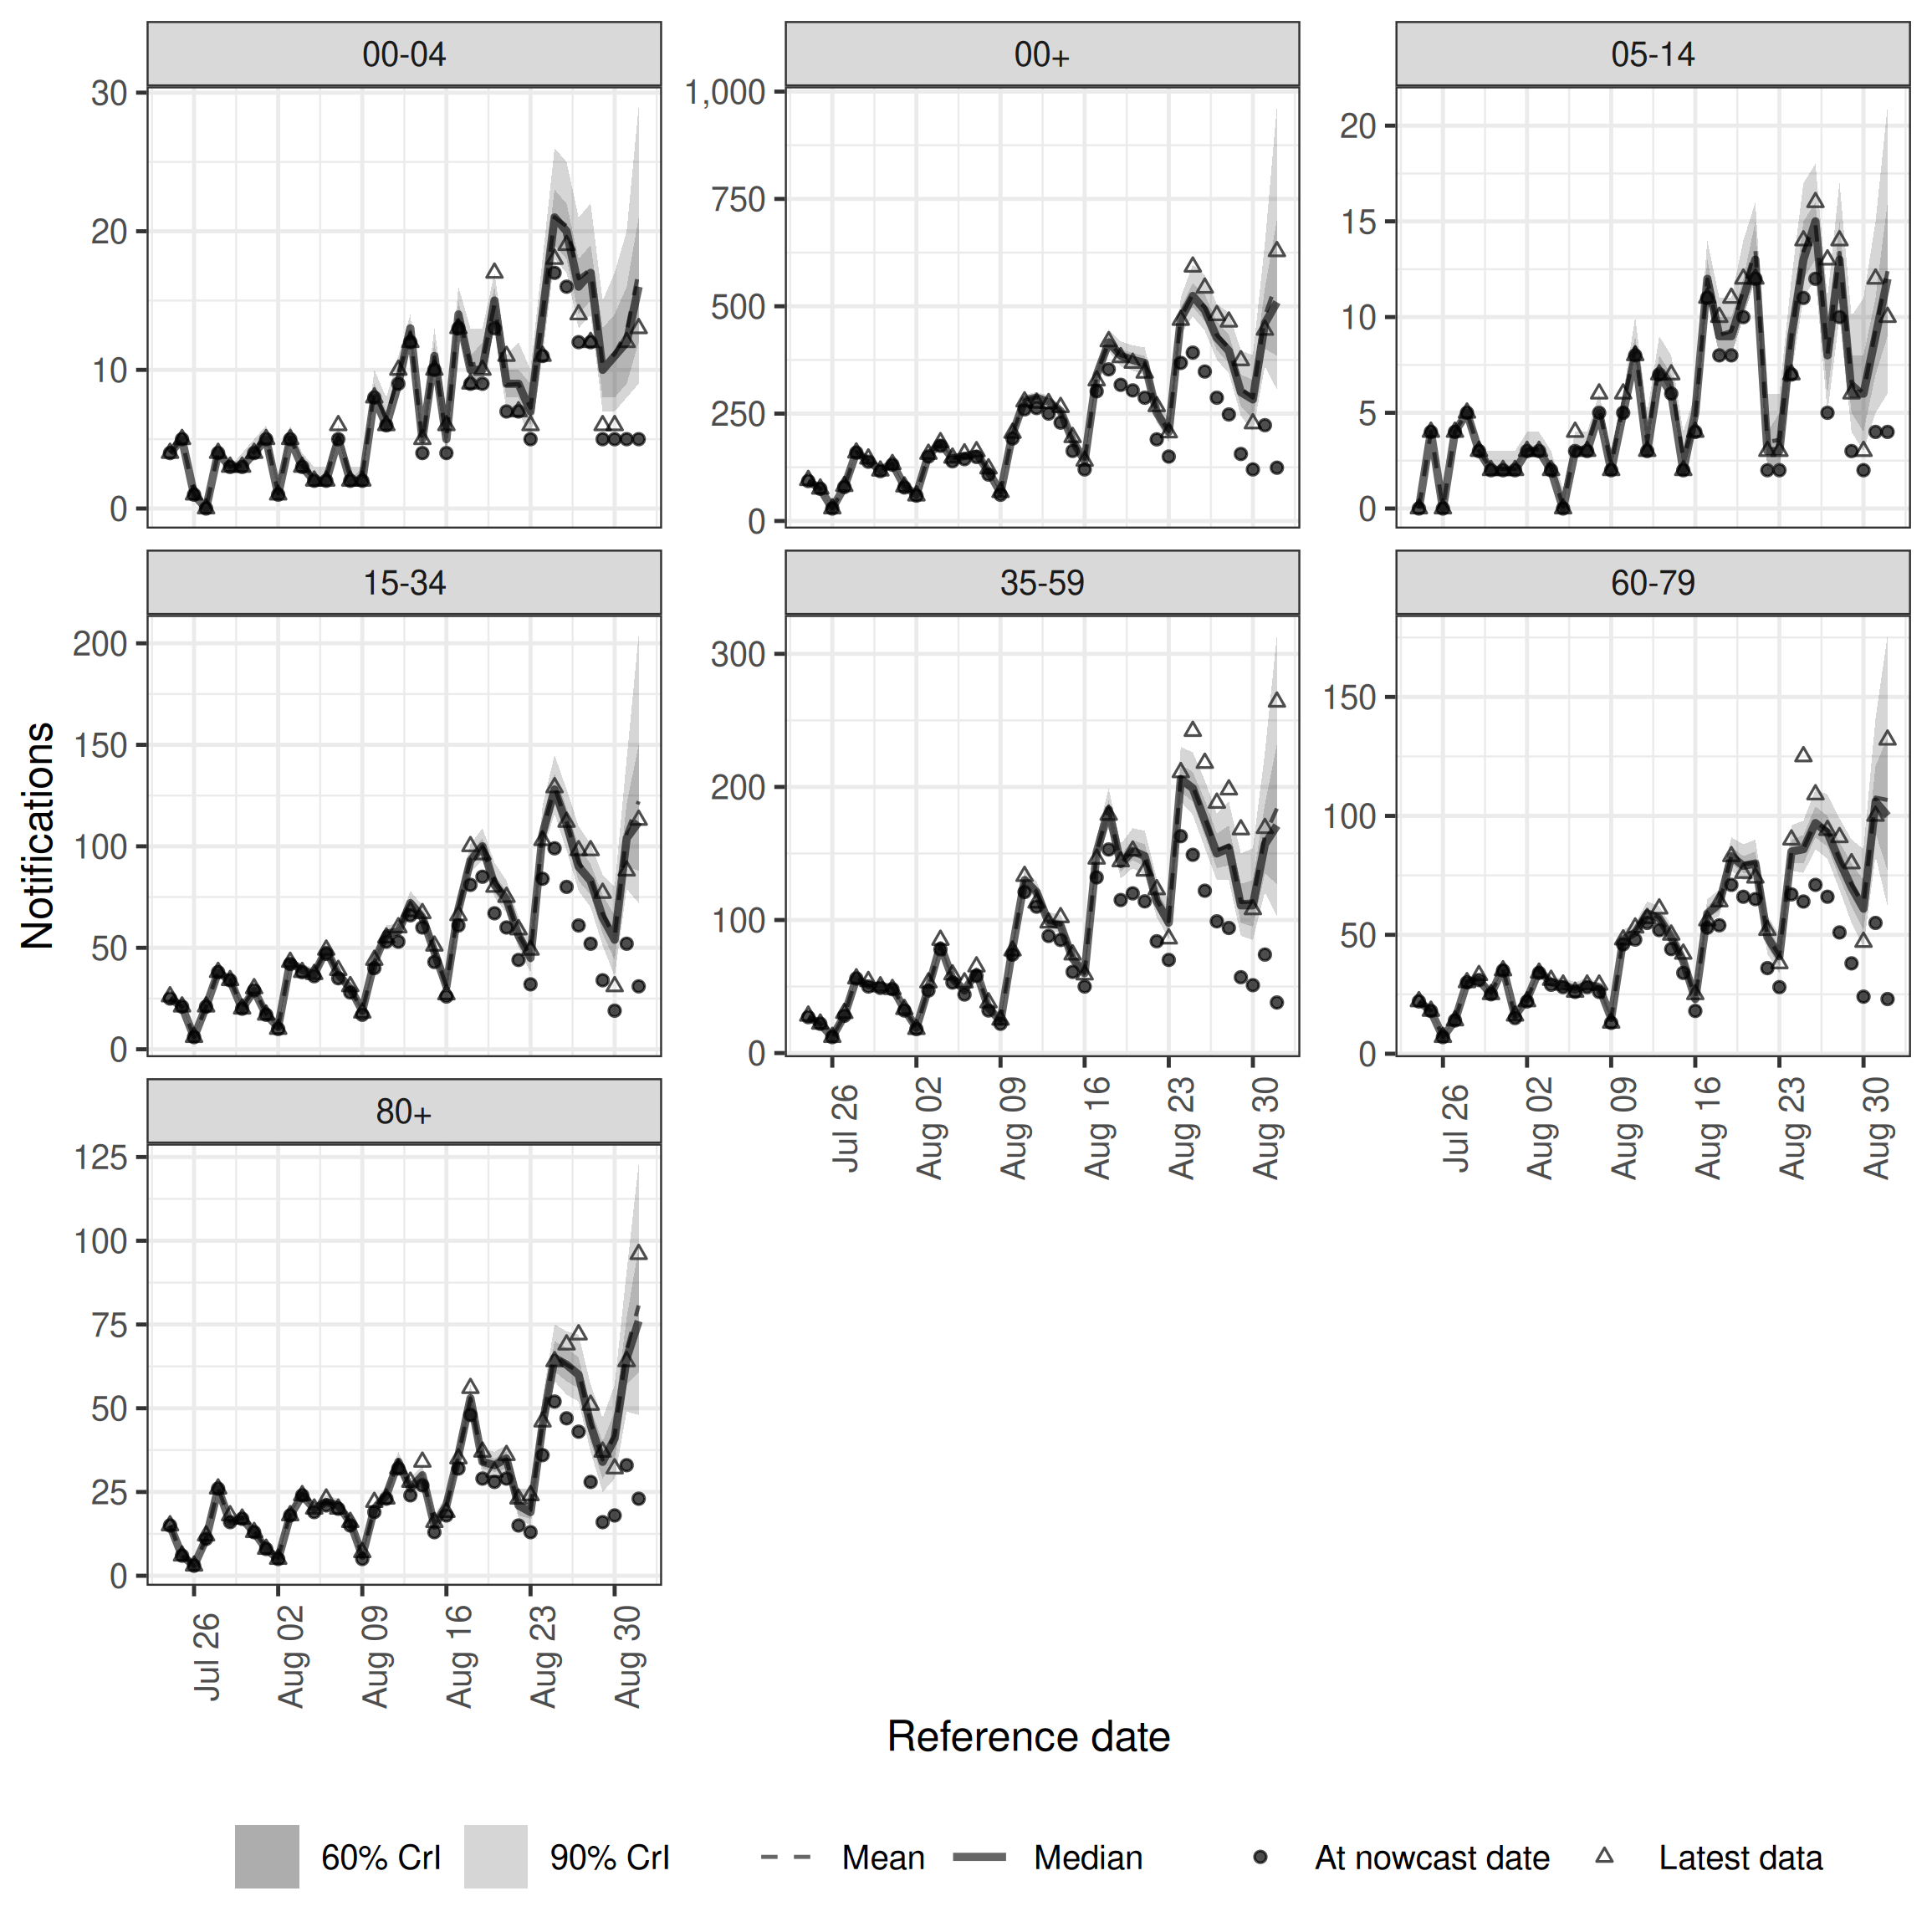 00-04
00+
05-14
30
20
10
0
1,000
750
500
250
0
20
15
10
5
0
15-34
35-59
60-79
200
150
100
50
0
300
200
100
0
150
100
50
0
Jul 26
Aug 02
Aug 09
Aug 16
Aug 23
Aug 30
Jul 26
Aug 02
Aug 09
Aug 16
Aug 23
Aug 30
80+
125
100
75
50
25
0
Jul 26
Aug 02
Aug 09
Aug 16
Aug 23
Aug 30
Notifications
Reference date
60% CrI 90% CrI Mean Median At nowcast date Latest data